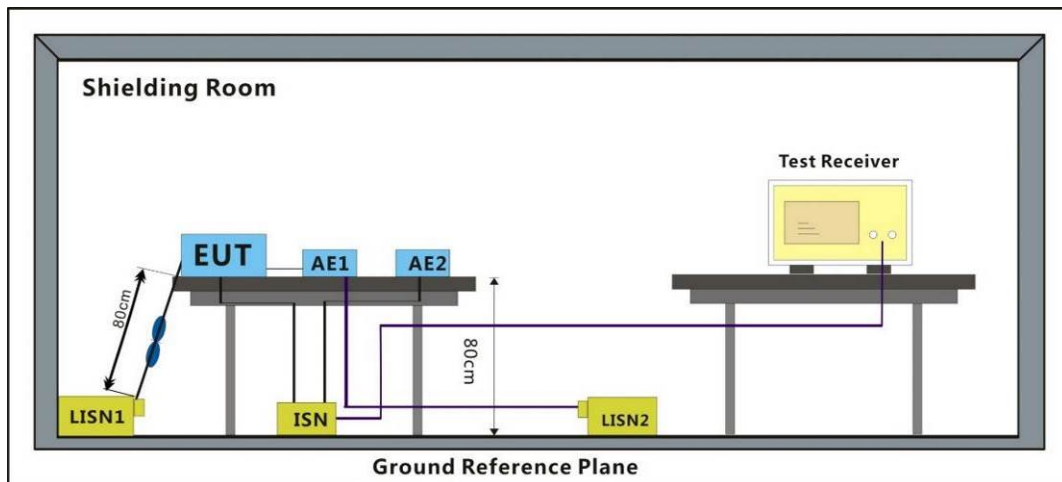 Shielding Room
Test Receiver
EUT
AE1
AE2
80cm
80cm
LISN1
ISN
LISN2
Ground Reference Plane